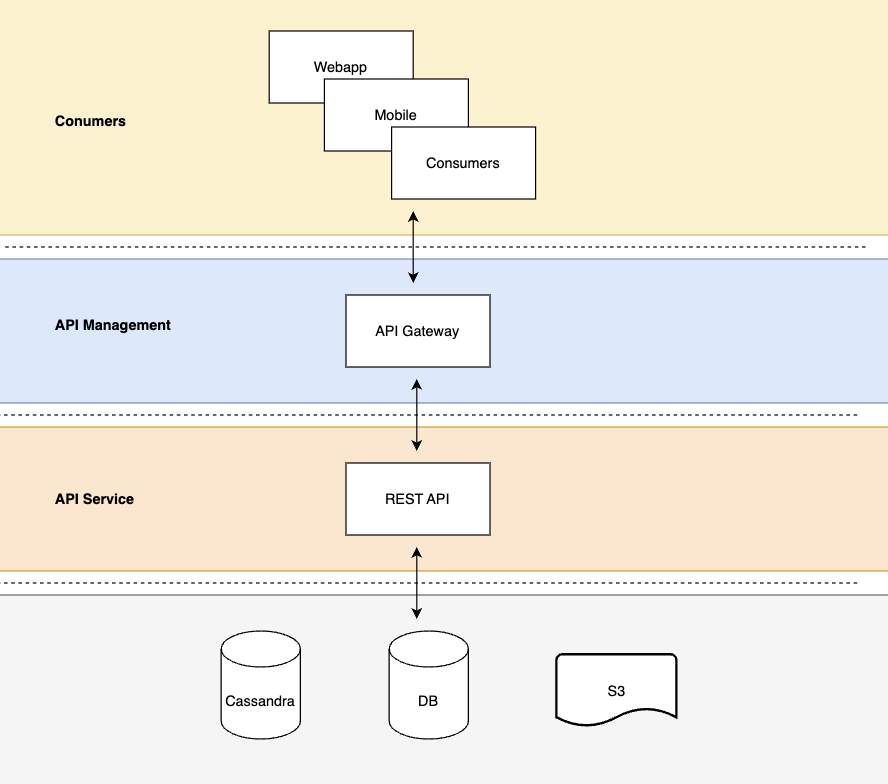 Webapp
Mobile
Conumers
Consumers
API Management
API Gateway
API Service
REST API
Cassandra
DB
S3